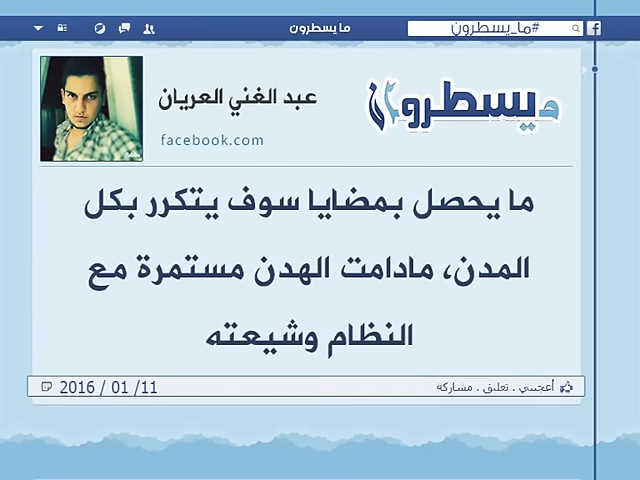 ما يسطرون
#ما_يسطرون
ما يسطرون
عبد الغني العريان
facebook.com
ما يحصل بمضايا سوف يتكرر بكل
المدن، مادامت الهدن مستمرة مع
النظام وشيعته
أعجبني . تعليق . مشاركه
2016 / 01 /11